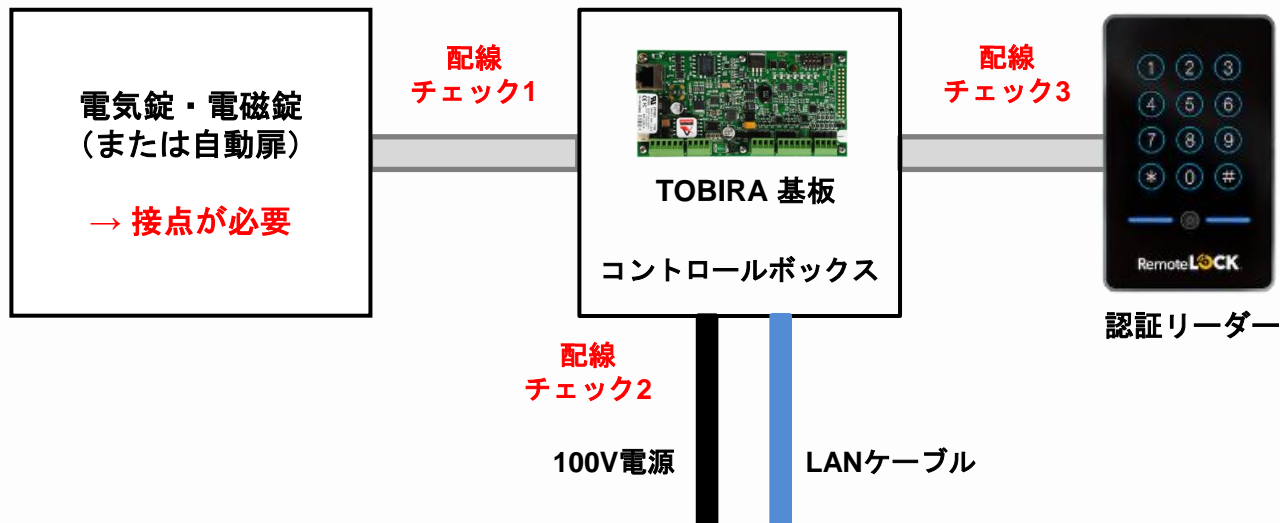 電気錠・電磁錠
（または自動扉）
→ 接点が必要
配線
チェック1
TOBIRA 基板
コントロールボックス
配線
チェック2
100V電源
LANケーブル
配線
チェック3
1 2 3
4 5 6
7 8 9
* 0 #
RemoteLOCK
認証リーダー